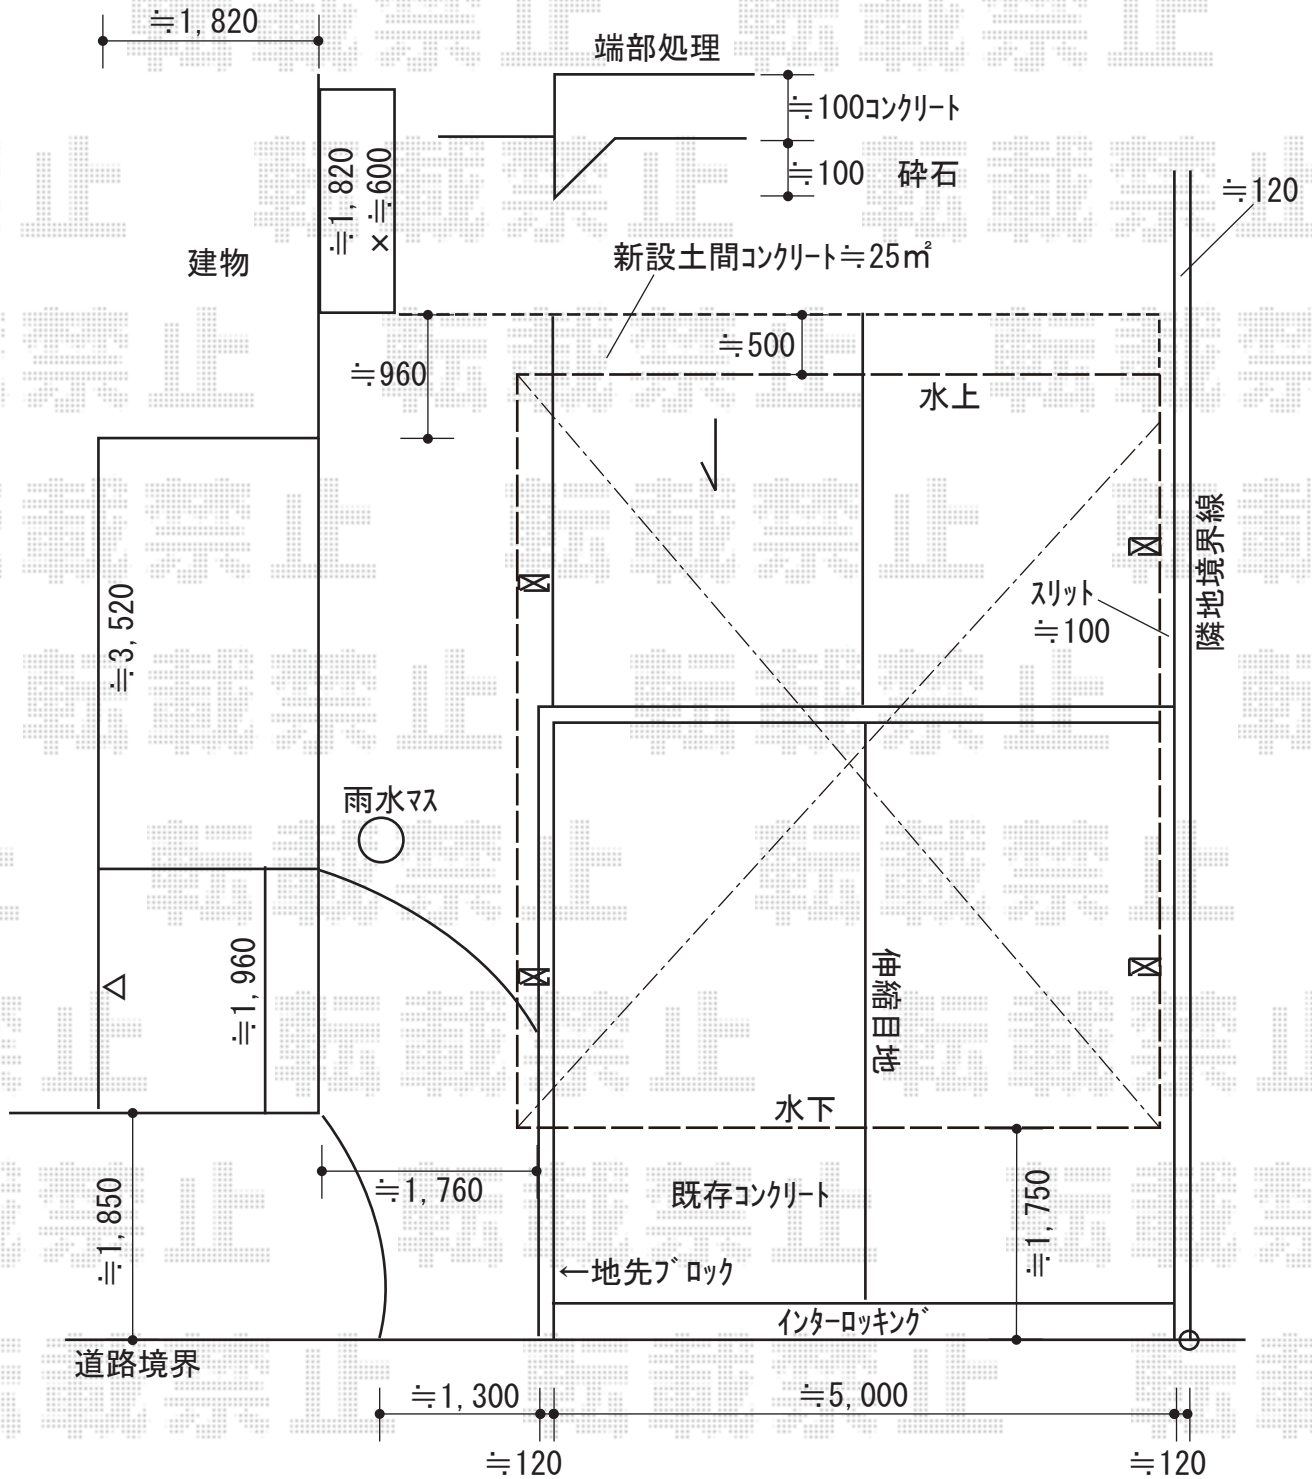 ≒1,820
端部処理
≒100コンクリート
≒100 砕石
≒1,820
×≒600
≒120
建物
新設土間コンクリート≒25㎡
≒500
≒960
水上
隣地境界線
スリット
≒100
≒3,520
雨水マス
≒1,960
伸縮目地
水下
≒1,760
既存コンクリート
≒1,850
≒1,750
←地先ブロック
インターロッキング
道路境界
≒1,300
≒5,000
≒120
≒120
転載禁止